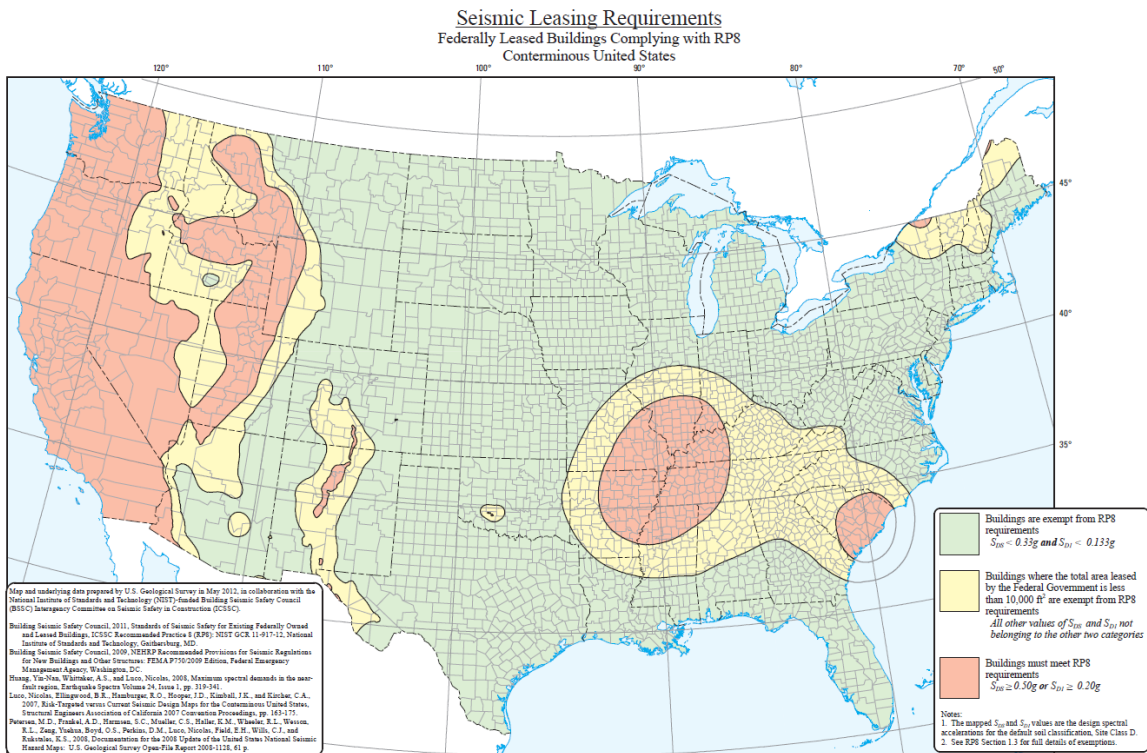 Seismic Leasing Requirements
Federally Leased Buildings Complying with RP8
Conterminous United States
120°
110°
100°
90°
80°
70°
50°
45°
40°
35°
Map and underlying data prepared by U.S. Geological Survey in May 2012, in collaboration with the
National Institute of Standards and Technology (NIST)-funded Building Seismic Safety Council
(BSSC) Interagency Committee on Seismic Safety in Construction (ICSSC).
Building Seismic Safety Council, 2011, Standards of Seismic Safety for Existing Federally Owned
and Leased Buildings, ICSSC Recommended Practice 8 (RP8): NIST GCR 11-917-12, National
Institute of Standards and Technology, Gaithersburg, MD.
Building Seismic Safety Council, 2009, NEHRP Recommended Provisions for Seismic Regulations
for New Buildings and Other Structures: FEMA P750/2009 Edition, Federal Emergency
Management Agency, Washington, DC.
Huang, Yin-Nan, Whittaker, A.S., and Luco, Nicolas, 2008, Maximum spectral demands in the near-
fault region, Earthquake Spectra Volume 24, Issue 1, pp. 319-341.
Luco, Nicolas, Ellingwood, B.R., Hamburger, R.O., Hooper, J.D., Kimball, J.K., and Kircher, C.A.,
2007, Risk-Targeted versus Current Seismic Design Maps for the Conterminous United States,
Structural Engineers Association of California 2007 Convention Proceedings, pp. 163-175.
Petersen, M.D., Frankel, A.D., Harmsen, S.C., Mueller, C.S., Haller, K.M., Wheeler, R.L., Wesson,
R.L., Zeng, Yuehua, Boyd, O.S., Perkins, D.M., Luco, Nicolas, Field, E.H., Wills, C.J., and
Rukstales, K.S., 2008, Documentation for the 2008 Update of the United States National Seismic
Hazard Maps: U.S. Geological Survey Open-File Report 2008-1128, 61 p.
Buildings are exempt from RP8
requirements
S_DS < 0.33g and S_D1 < 0.133g
Buildings where the total area leased
by the Federal Government is less
than 10,000 ft² are exempt from RP8
requirements
All other values of S_DS and S_D1 not
belonging to the other two categories
Buildings must meet RP8
requirements
S_DS ≥ 0.50g or S_D1 ≥ 0.20g
Notes:
1. The mapped S_DS and S_D1 values are the design spectral
accelerations for the default soil classification, Site Class D.
2. See RP8 Section 1.3 for full details of exemptions.